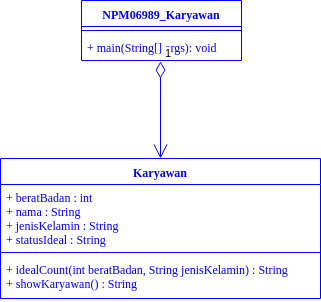 NPM06989_Karyawan
+ main(String[] args): void
1
Karyawan
+ beratBadan : int
+ nama : String
+ jenisKelamin : String
+ statusIdeal : String
+ idealCount(int beratBadan, String jenisKelamin) : String
+ showKaryawan() : String